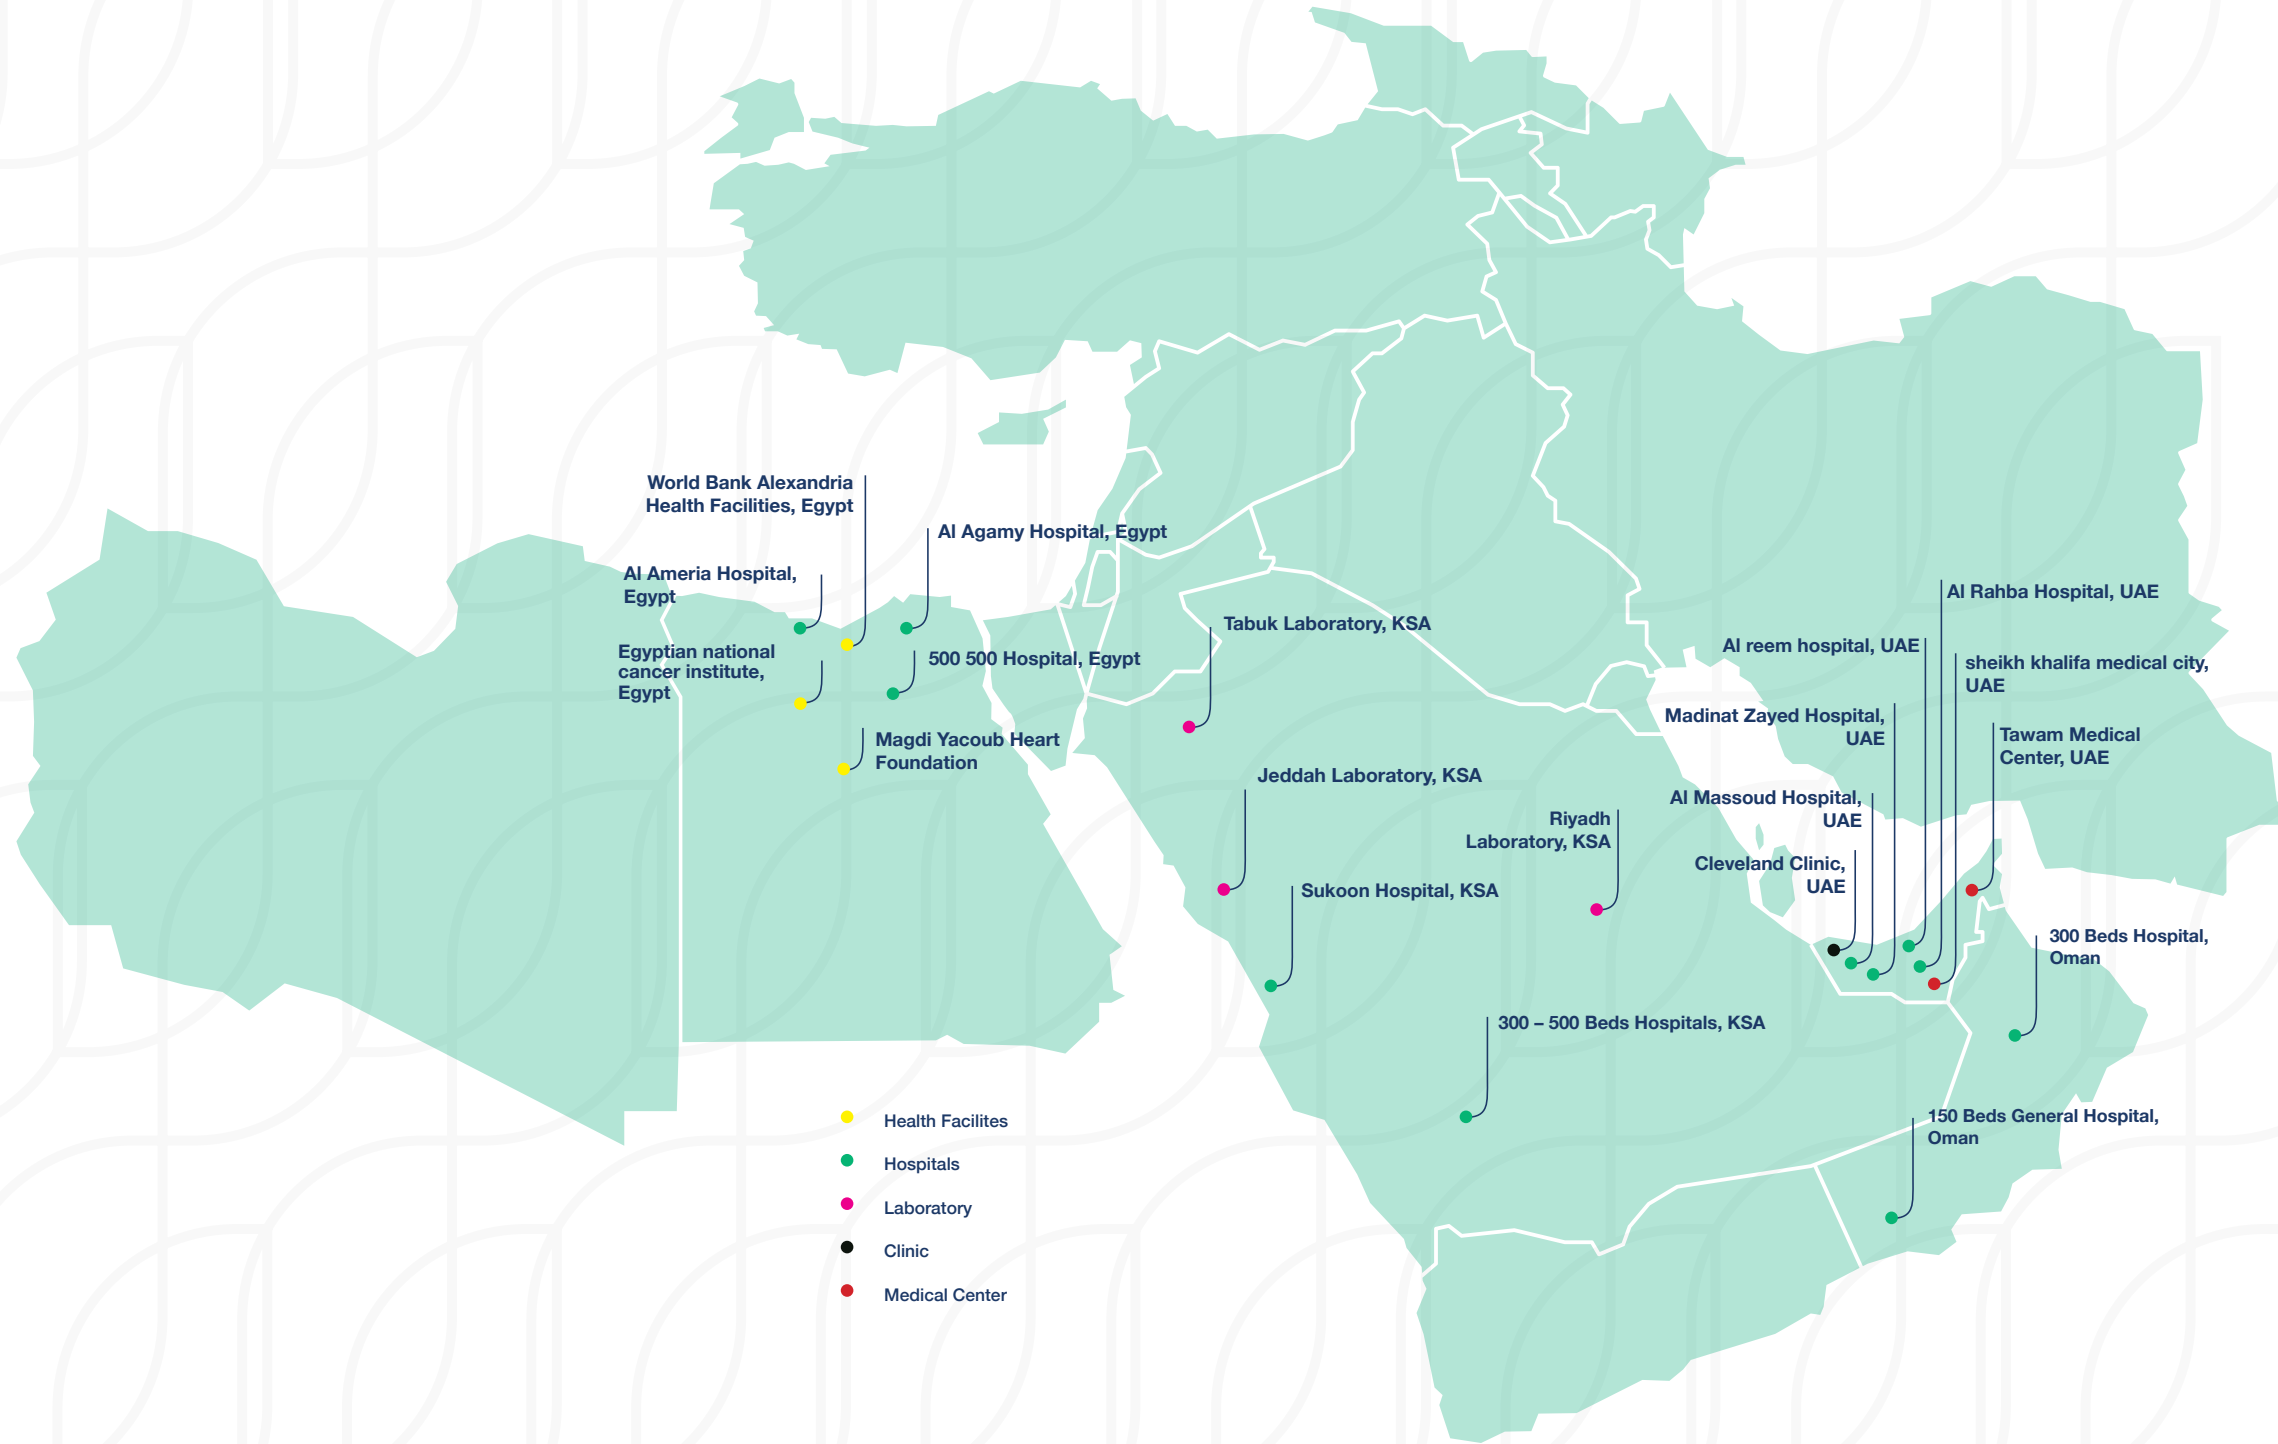 World Bank Alexandria
Health Facilities, Egypt
Al Agamy Hospital, Egypt
Al Ameria Hospital,
Egypt
Egyptian national
cancer institute,
Egypt
500 500 Hospital, Egypt
Magdi Yacoub Heart
Foundation
Tabuk Laboratory, KSA
Jeddah Laboratory, KSA
Sukoon Hospital, KSA
Riyadh
Laboratory, KSA
300 – 500 Beds Hospitals, KSA
Al Rahba Hospital, UAE
Al reem hospital, UAE
sheikh khalifa medical city,
UAE
Madinat Zayed Hospital,
UAE
Tawam Medical
Center, UAE
Al Massoud Hospital,
UAE
Cleveland Clinic,
UAE
300 Beds Hospital,
Oman
150 Beds General Hospital,
Oman
Health Facilites
Hospitals
Laboratory
Clinic
Medical Center